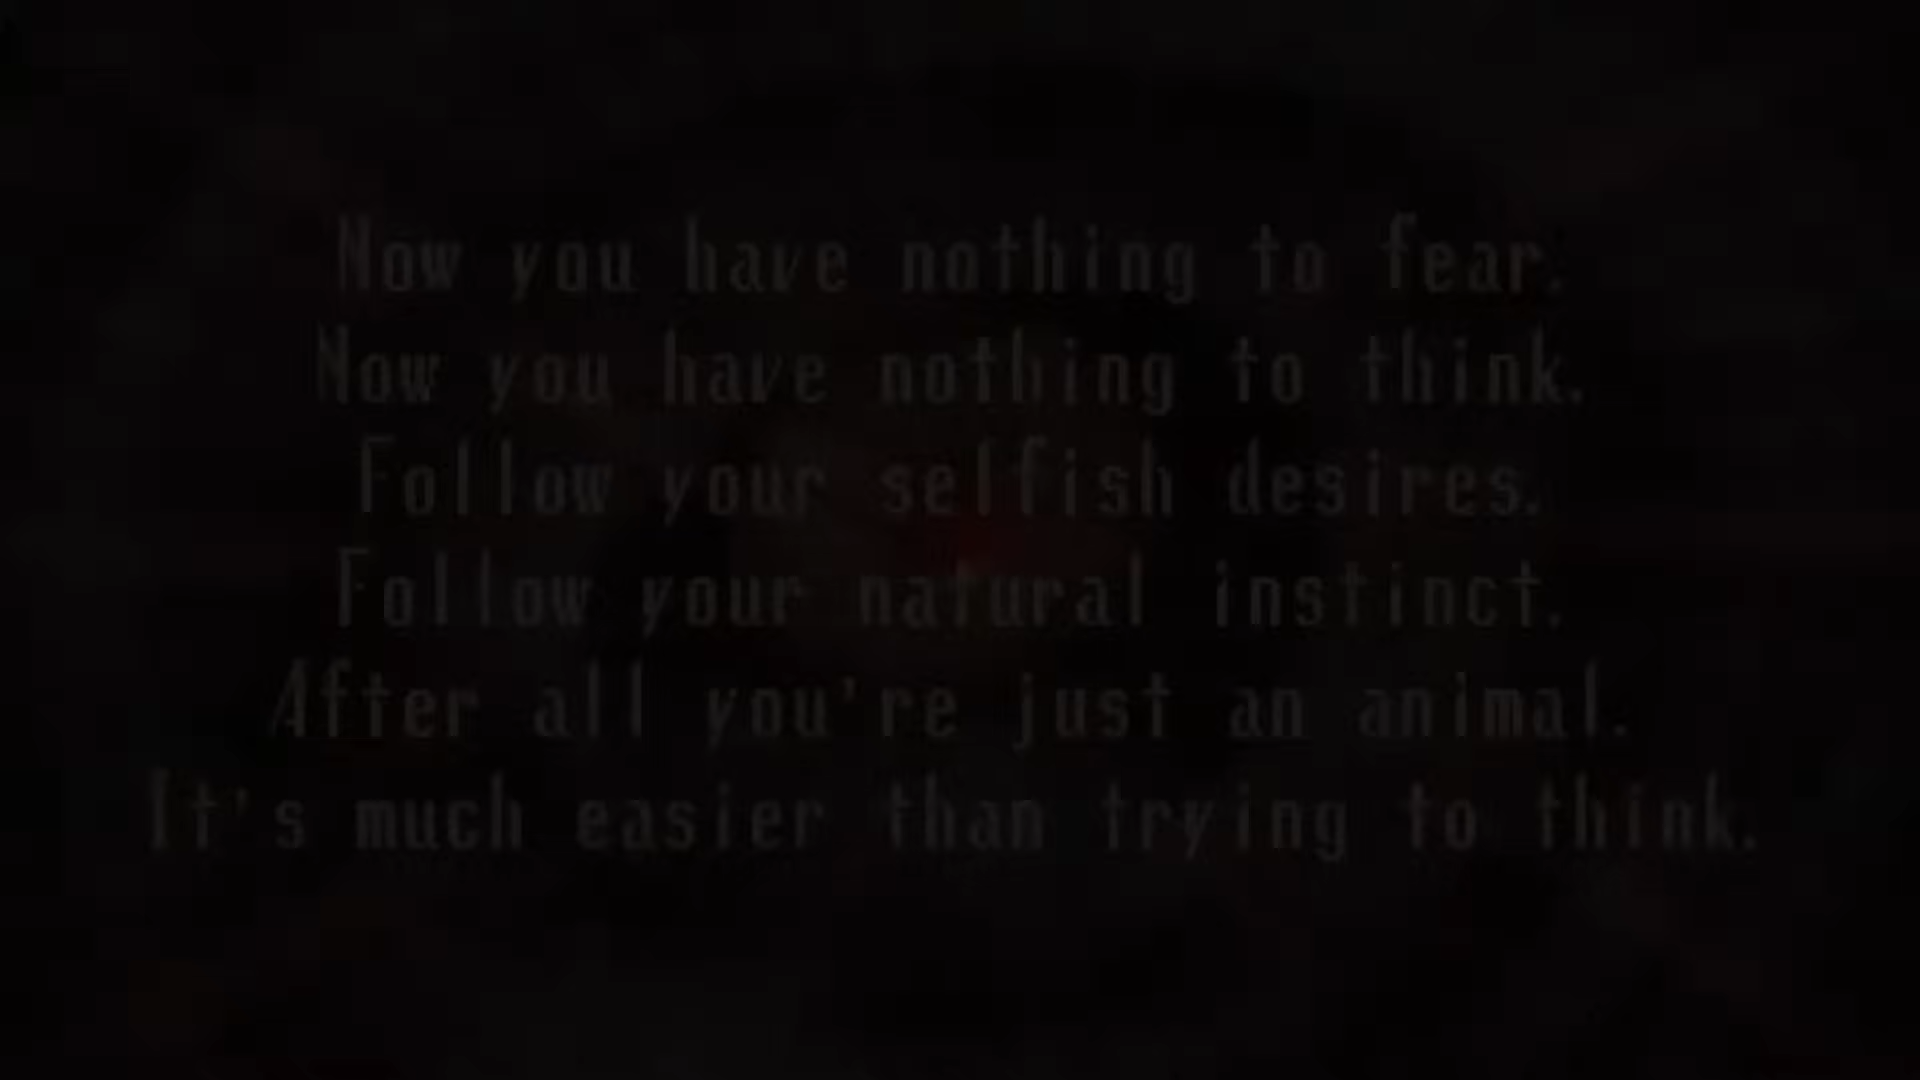 Now you have nothing to fear.
Now you have nothing to think.
Follow your selfish desires.
Follow your natural instinct.
After all you're just an animal.
It's much easier than trying to think.